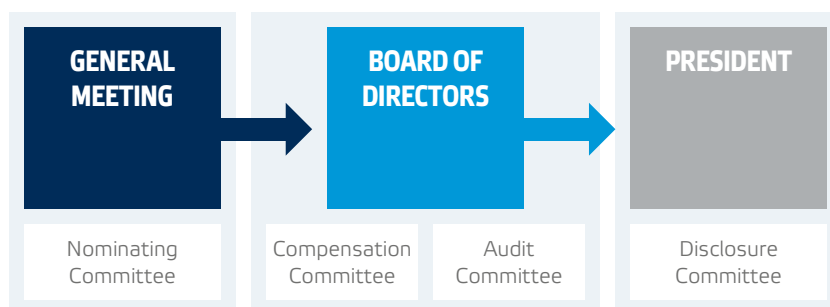 GENERAL
MEETING
BOARD OF
DIRECTORS
PRESIDENT
Nominating
Committee
Compensation
Committee
Audit
Committee
Disclosure
Committee